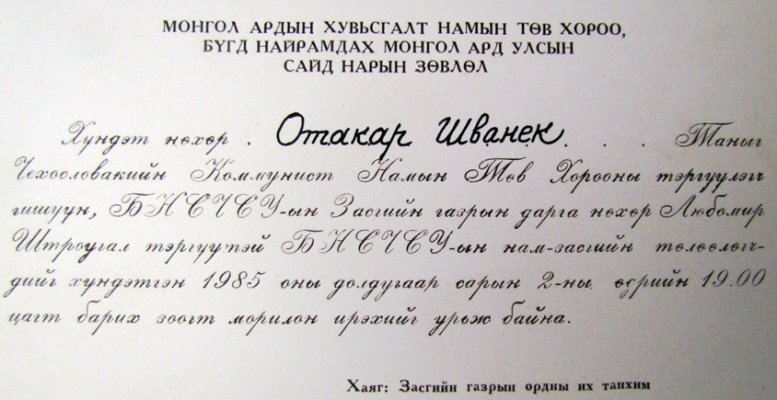 МОНГОЛ АРДЫН ХУВЬСГАЛТ НАМЫН ТӨВ ХОРОО,
БҮГД НАЙРАМДАХ МОНГОЛ АРД УЛСЫН
САЙД НАРЫН ЗӨВЛӨЛ
Хүндэт нөхөр . Отакар Шванек . . . Таныг
Чехословакийн Коммунист Намын Төв Хорооны тэргүүлэгч
гишүүн, БНСЧСУ-ын Засгийн газрын дарга нөхөр Любомир
Штроугал тэргүүтэй БНСЧСУ-ын нам-засгийн төлөөлөгч-
дийг хүндэтгэн 1985 оны долдугаар сарын 2-ны өдрийн 19.00
цагт барих зоогт морилон ирэхийг урьж байна.
Хаяг: Засгийн газрын ордны их танхим